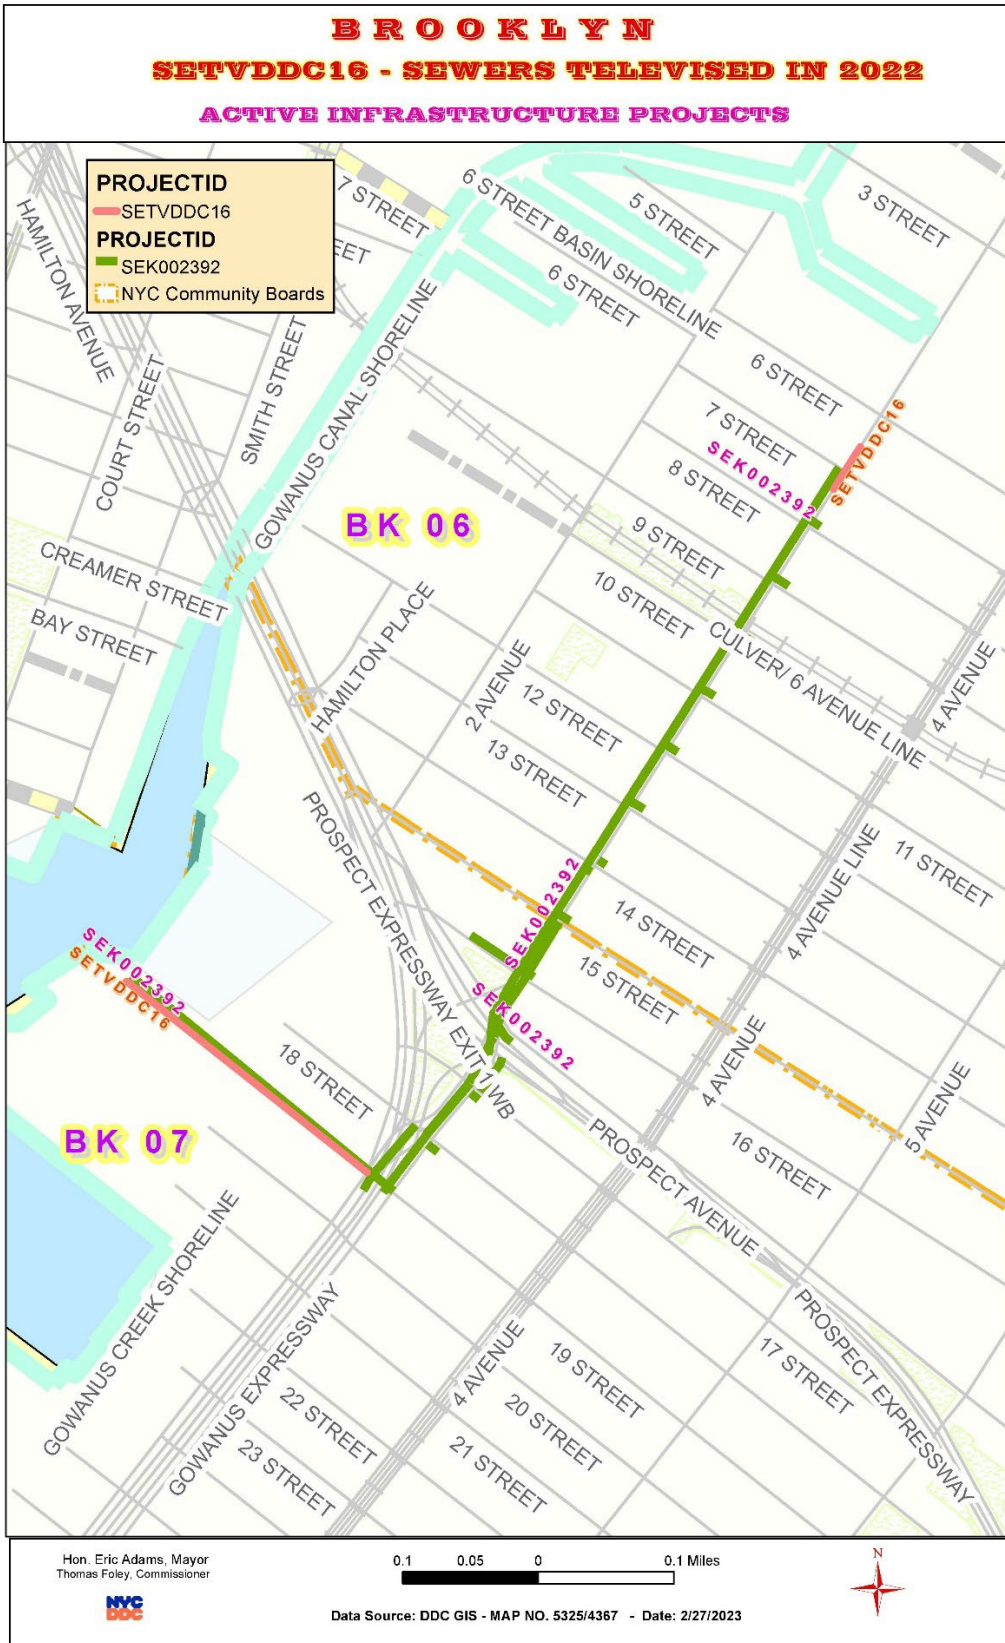 BROOKLYN
SETVDDC16 - SEWERS TELEVISED IN 2022
ACTIVE INFRASTRUCTURE PROJECTS
PROJECTID
SETVDDC16
PROJECTID
SEK002392
NYC Community Boards
7 STREET
EET
6 STREET BASIN SHORELINE
5 STREET
3 STREET
6 STREET
HAMILTON AVENUE
COURT STREET
SMITH STREET
GOWANUS CANAL SHORELINE
6 STREET
7 STREET
SEK002392
SETVDDC16
8 STREET
9 STREET
10 STREET
BK 06
CREAMER STREET
BAY STREET
HAMILTON PLACE
2 AVENUE
CULVER/ 6 AVENUE LINE
4 AVENUE
12 STREET
13 STREET
PROSPECT EXPRESSWAY EXIT 1 WB
4 AVENUE LINE
11 STREET
SEK002392
14 STREET
15 STREET
SEK002392
SETVDDC16
SEK002392
18 STREET
4 AVENUE
5 AVENUE
BK 07
PROSPECT AVENUE
16 STREET
GOWANUS CREEK SHORELINE
GOWANUS EXPRESSWAY
4 AVENUE
PROSPECT EXPRESSWAY
17 STREET
19 STREET
20 STREET
21 STREET
22 STREET
23 STREET
Hon. Eric Adams, Mayor
Thomas Foley, Commissioner
NYC
DDC
0.1 0.05 0 0.1 Miles
Data Source: DDC GIS - MAP NO. 5325/4367 - Date: 2/27/2023
N